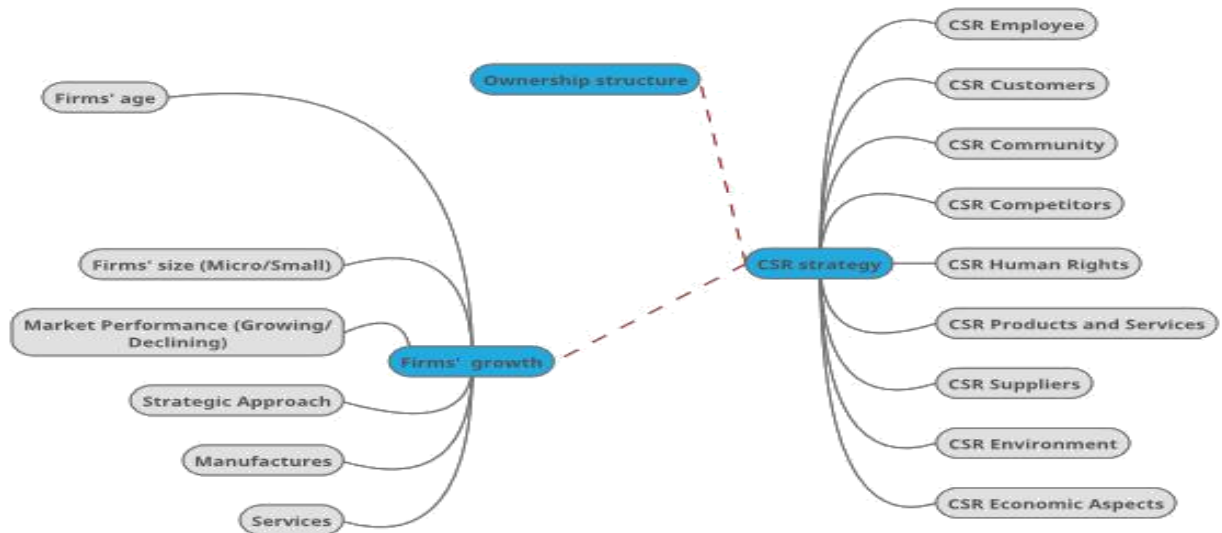 CSR Employee
Ownership structure
CSR Customers
Firms' age
CSR Community
CSR Competitors
Firms' size (Micro/Small)
CSR strategy
CSR Human Rights
Market Performance (Growing/
Declining)
CSR Products and Services
Firms' growth
CSR Suppliers
Strategic Approach
CSR Environment
Manufactures
CSR Economic Aspects
Services